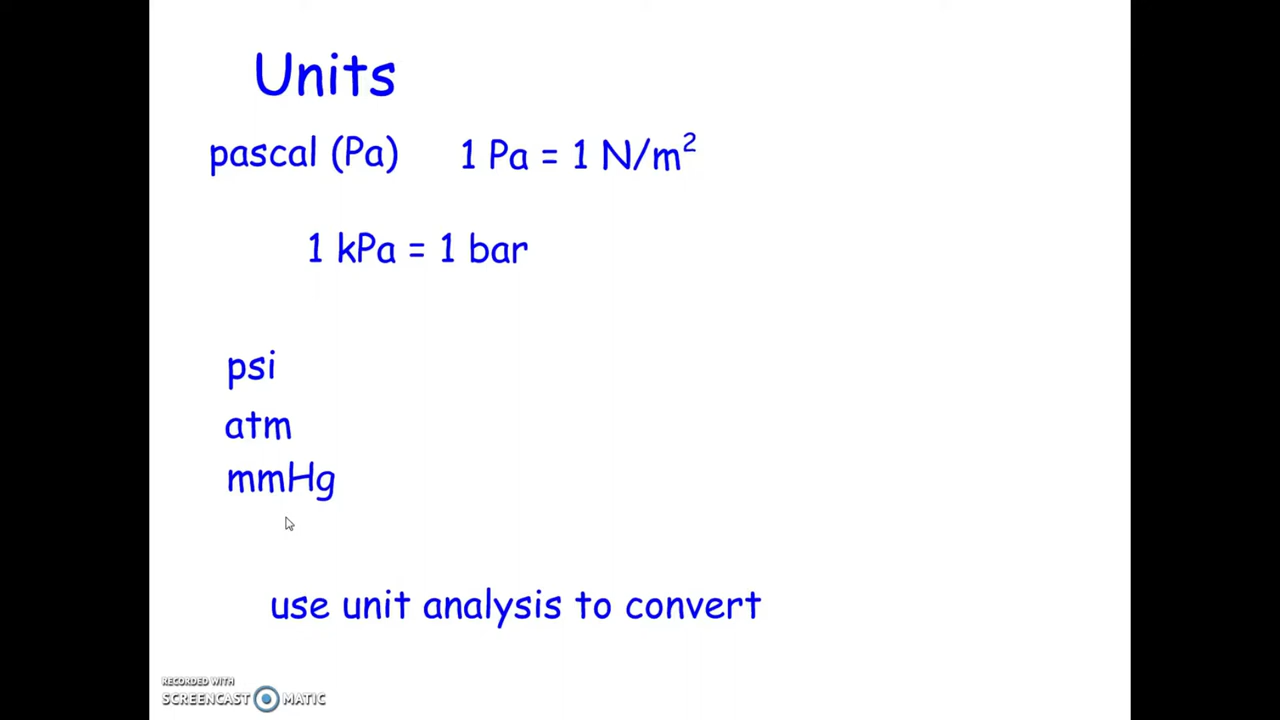 Units
pascal (Pa) 1 Pa = 1 N/m²
1 kPa = 1 bar
psi
atm
mmHg
use unit analysis to convert
RECORDED WITH
SCREENCAST MATIC